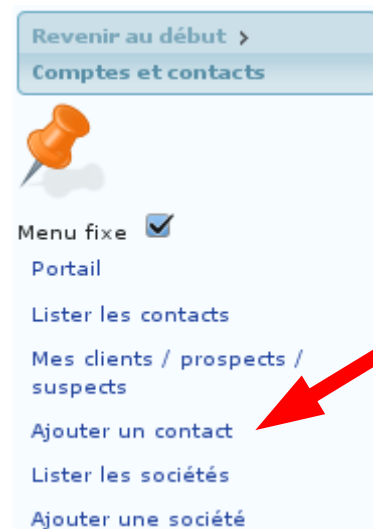 Revenir au début >
Comptes et contacts
Menu fixe
Portail
Lister les contacts
Mes clients / prospects /
suspects
Ajouter un contact
Lister les sociétés
Ajouter une société